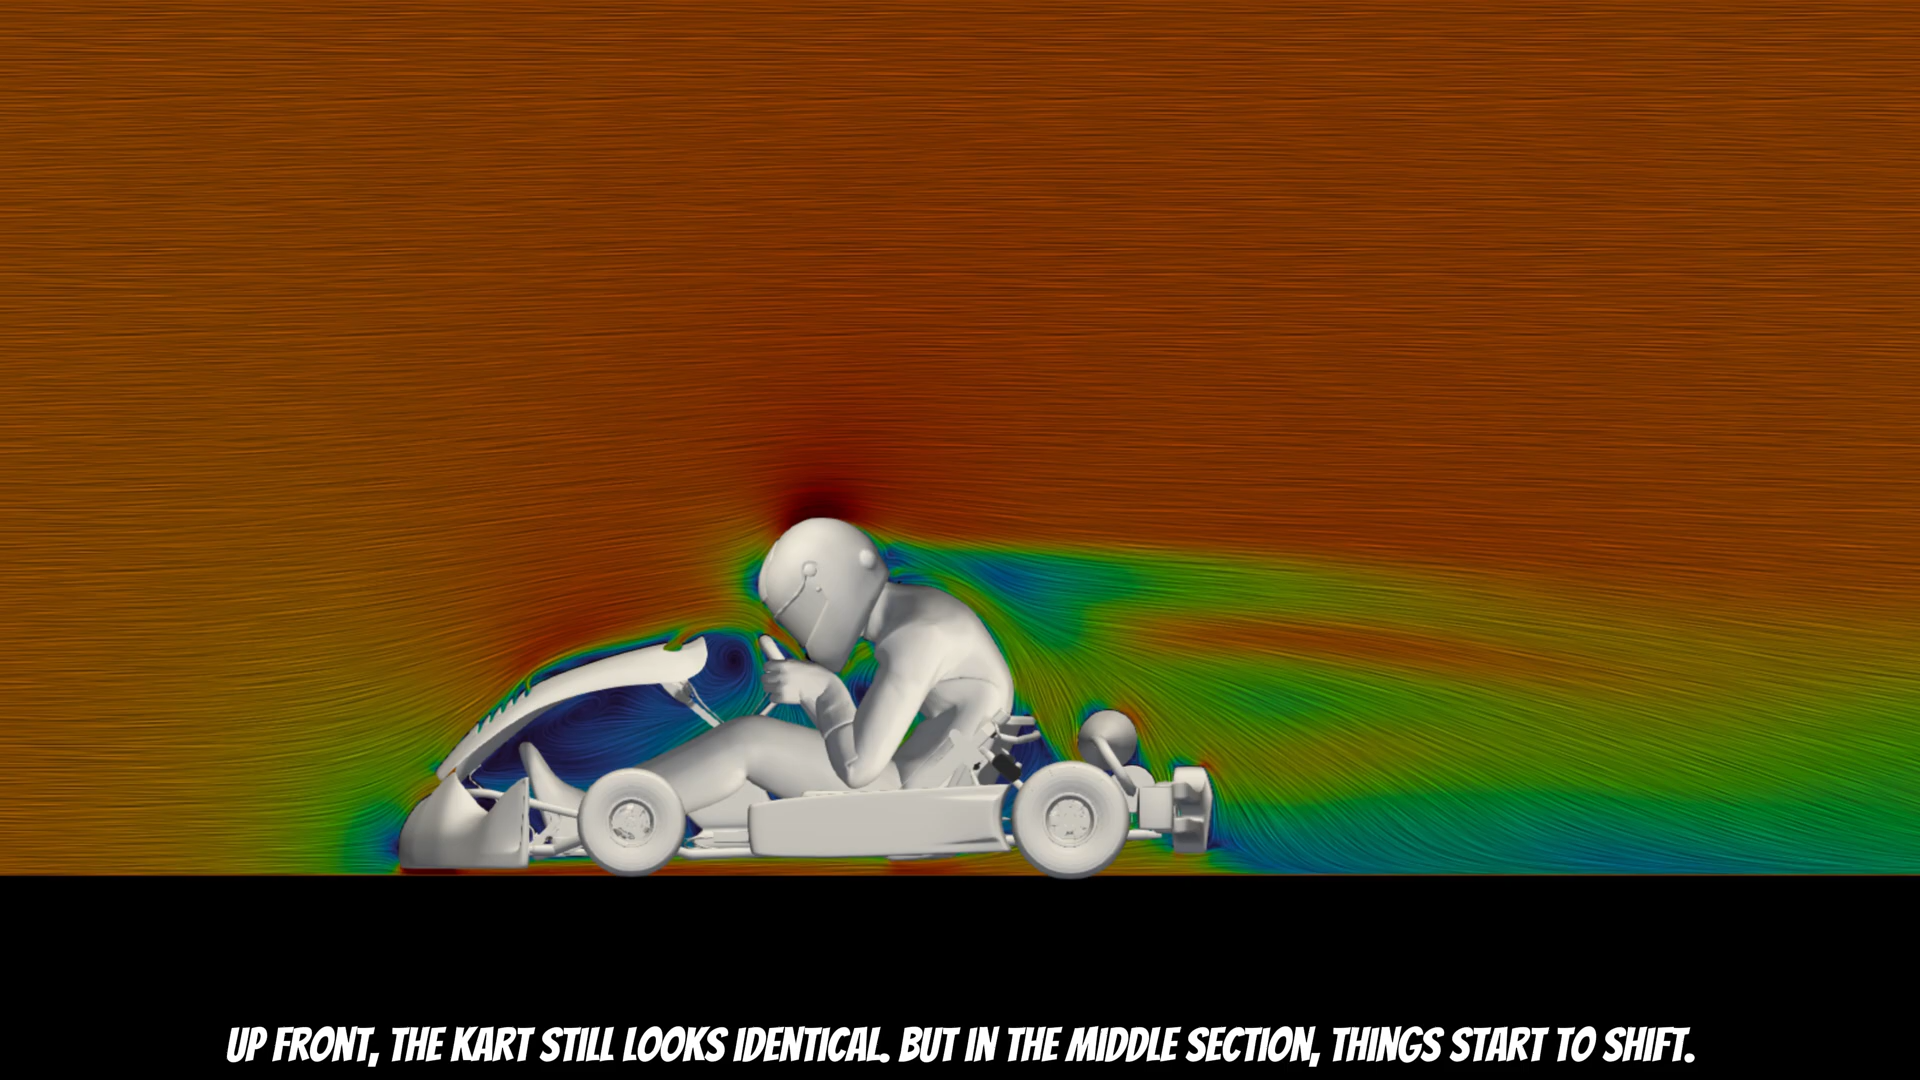 UP FRONT, THE KART STILL LOOKS IDENTICAL. BUT IN THE MIDDLE SECTION, THINGS START TO SHIFT.